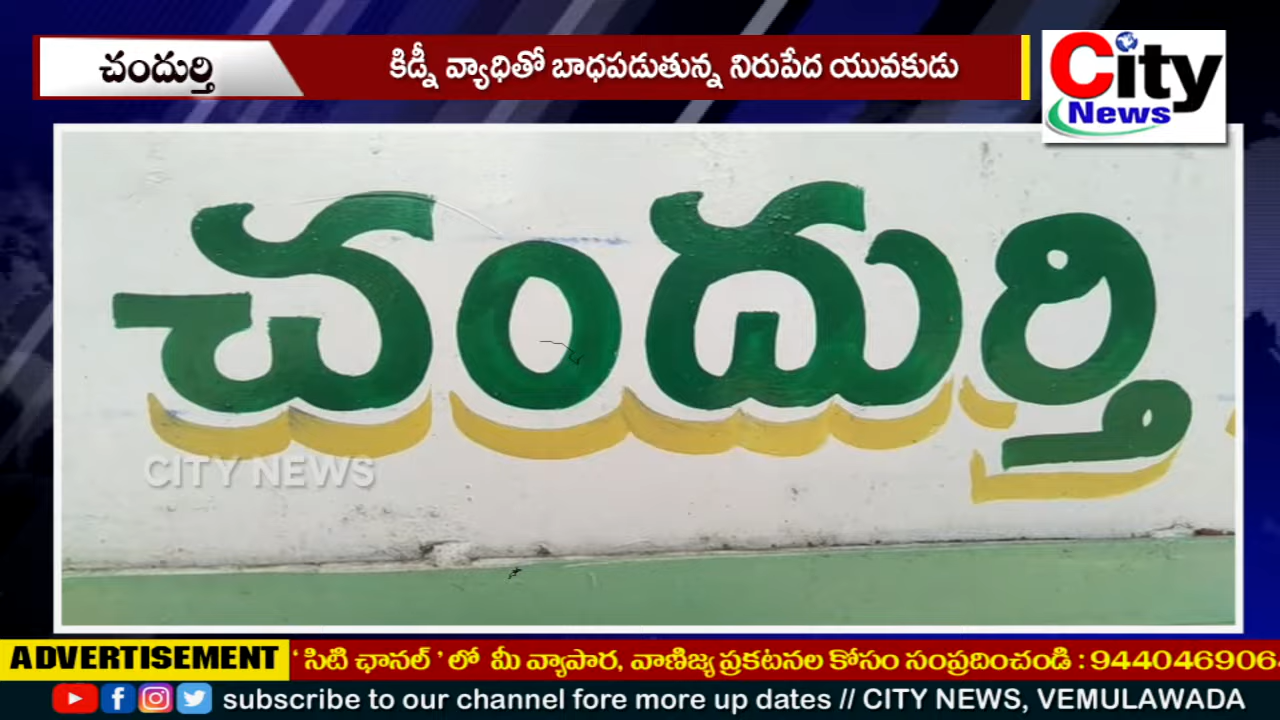 చందుర్తి
కిడ్నీ వ్యాధితో బాధపడుతున్న నిరుపేద యువకుడు
City
News
చందుర్తి
CITY NEWS
ADVERTISEMENT
‘ సిటి ఛానల్ ’ లో మీ వ్యాపార, వాణిజ్య ప్రకటనల కోసం సంప్రదించండి :
subscribe to our channel fore more up dates // CITY NEWS, VEMULAWADA